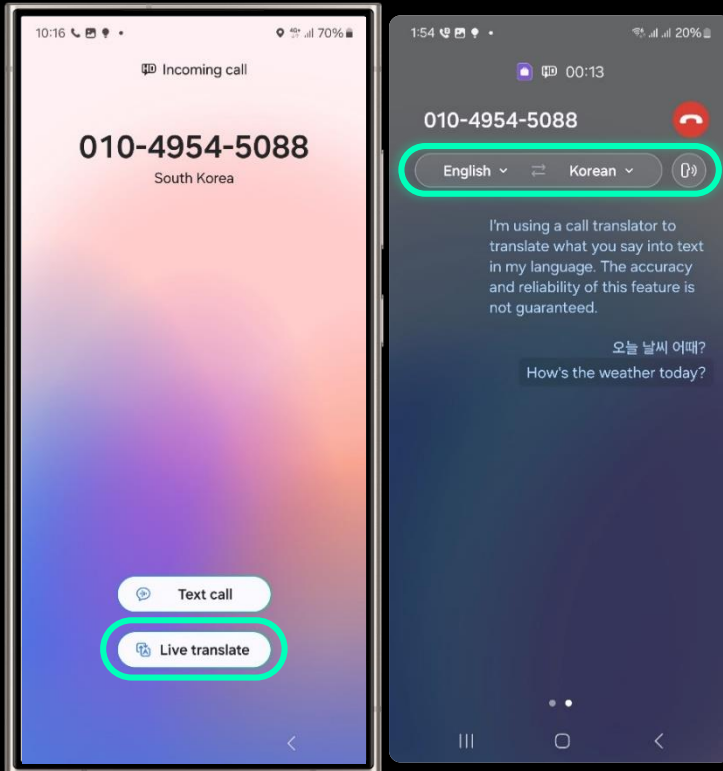 10:16
70%
Incoming call
010-4954-5088
South Korea
Text call
Live translate
1:54
20%
00:13
010-4954-5088
English
Korean
I'm using a call translator to
translate what you say into text
in my language. The accuracy
and reliability of this feature is
not guaranteed.
오늘 날씨 어때?
How's the weather today?